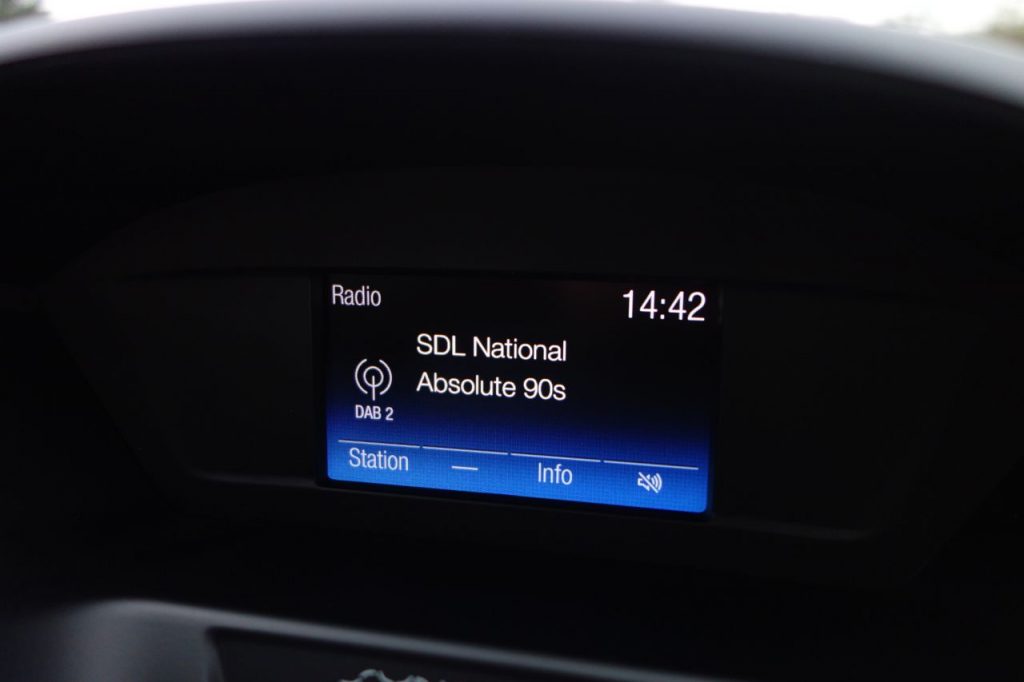 Radio
14:42
SDL National
Absolute 90s
DAB 2
Station
—
Info